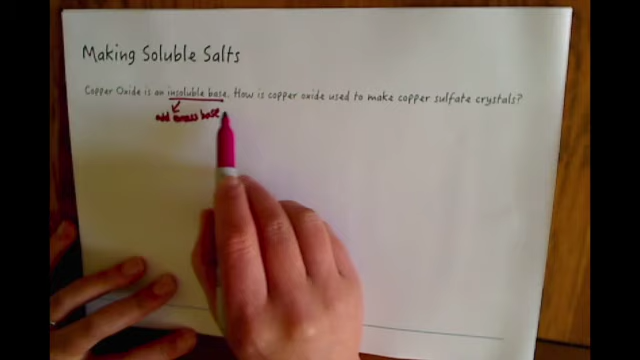 Making Soluble Salts
Copper Oxide is an insoluble base. How is copper oxide used to make copper sulfate crystals?
add excess base